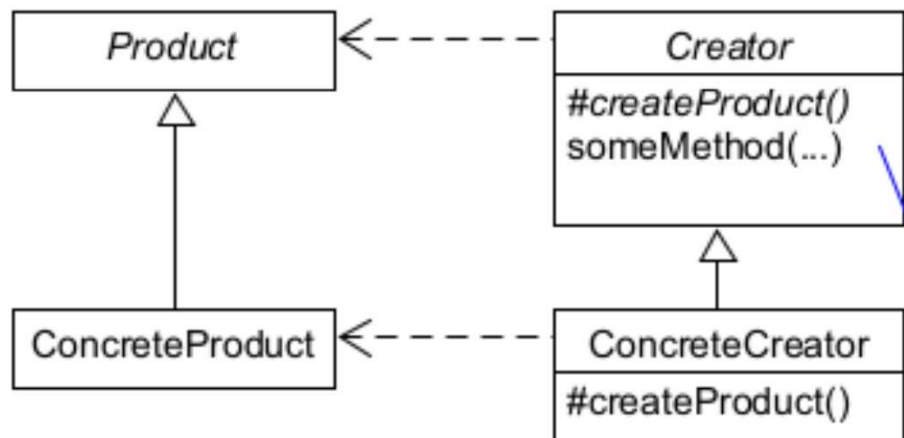 Product
Creator
#createProduct()
someMethod(...)
ConcreteProduct
ConcreteCreator
#createProduct()